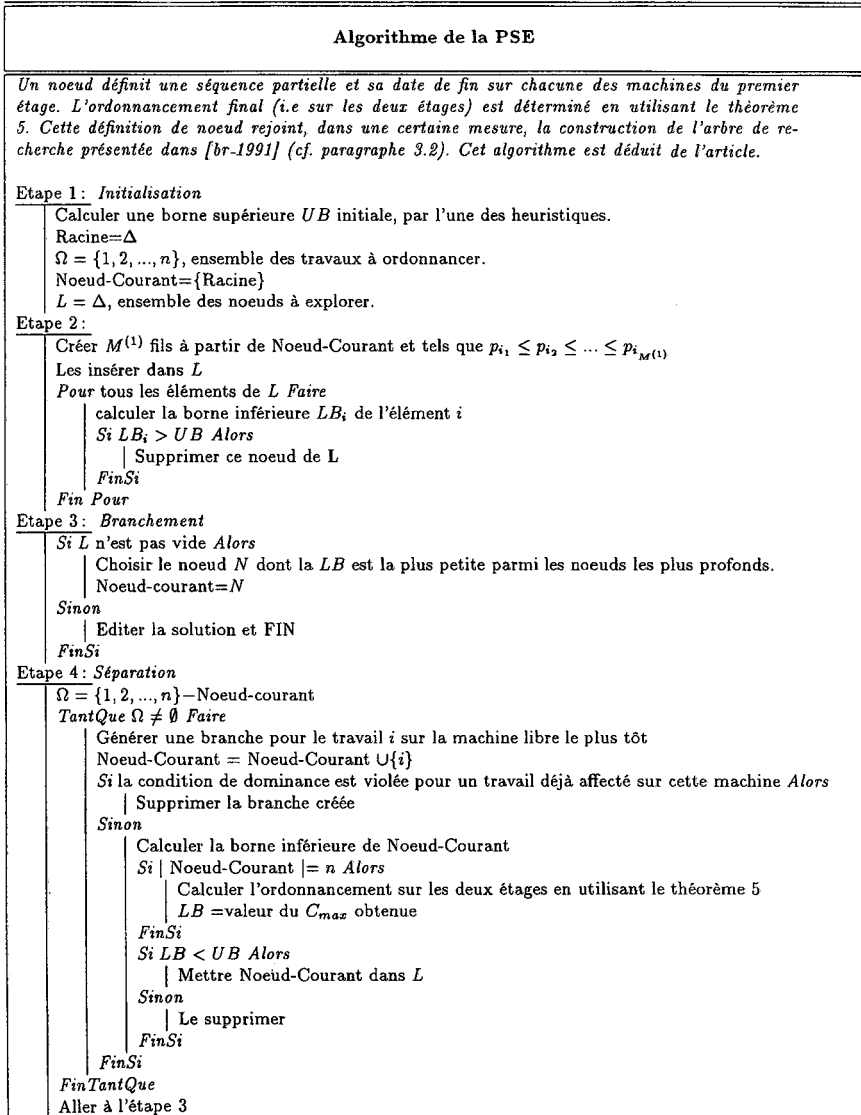 Algorithme de la PSE
Un noeud définit une séquence partielle et sa date de fin sur chacune des machines du premier
étage. L'ordonnancement final (i.e sur les deux étages) est déterminé en utilisant le théorème
5. Cette définition de noeud rejoint, dans une certaine mesure, la construction de l'arbre de re-
cherche présentée dans [br-1991] (cf. paragraphe 3.2). Cet algorithme est déduit de l'article.
Etape 1: Initialisation
Calculer une borne supérieure UB initiale, par l'une des heuristiques.
Racine=Δ
Ω = {1, 2, ..., n}, ensemble des travaux à ordonnancer.
Noeud-Courant={Racine}
L = Δ, ensemble des noeuds à explorer.
Etape 2:
Créer M^(1) fils à partir de Noeud-Courant et tels que p_{i_1} ≤ p_{i_2} ≤ ... ≤ p_{i_{M^(1)}}
Les insérer dans L
Pour tous les éléments de L Faire
calculer la borne inférieure LB_i de l'élément i
Si LB_i > UB Alors
Supprimer ce noeud de L
FinSi
Fin Pour
Etape 3: Branchement
Si L n'est pas vide Alors
Choisir le noeud N dont la LB est la plus petite parmi les noeuds les plus profonds.
Noeud-courant=N
Sinon
Editer la solution et FIN
FinSi
Etape 4: Séparation
Ω = {1, 2, ..., n}−Noeud-courant
TantQue Ω ≠ ∅ Faire
Générer une branche pour le travail i sur la machine libre le plus tôt
Noeud-Courant = Noeud-Courant ∪{i}
Si la condition de dominance est violée pour un travail déjà affecté sur cette machine Alors
Supprimer la branche créée
Sinon
Calculer la borne inférieure de Noeud-Courant
Si | Noeud-Courant |= n Alors
Calculer l'ordonnancement sur les deux étages en utilisant le théorème 5
LB =valeur du C_max obtenue
FinSi
Si LB < UB Alors
Mettre Noeud-Courant dans L
Sinon
Le supprimer
FinSi
FinSi
FinTantQue
Aller à l'étape 3